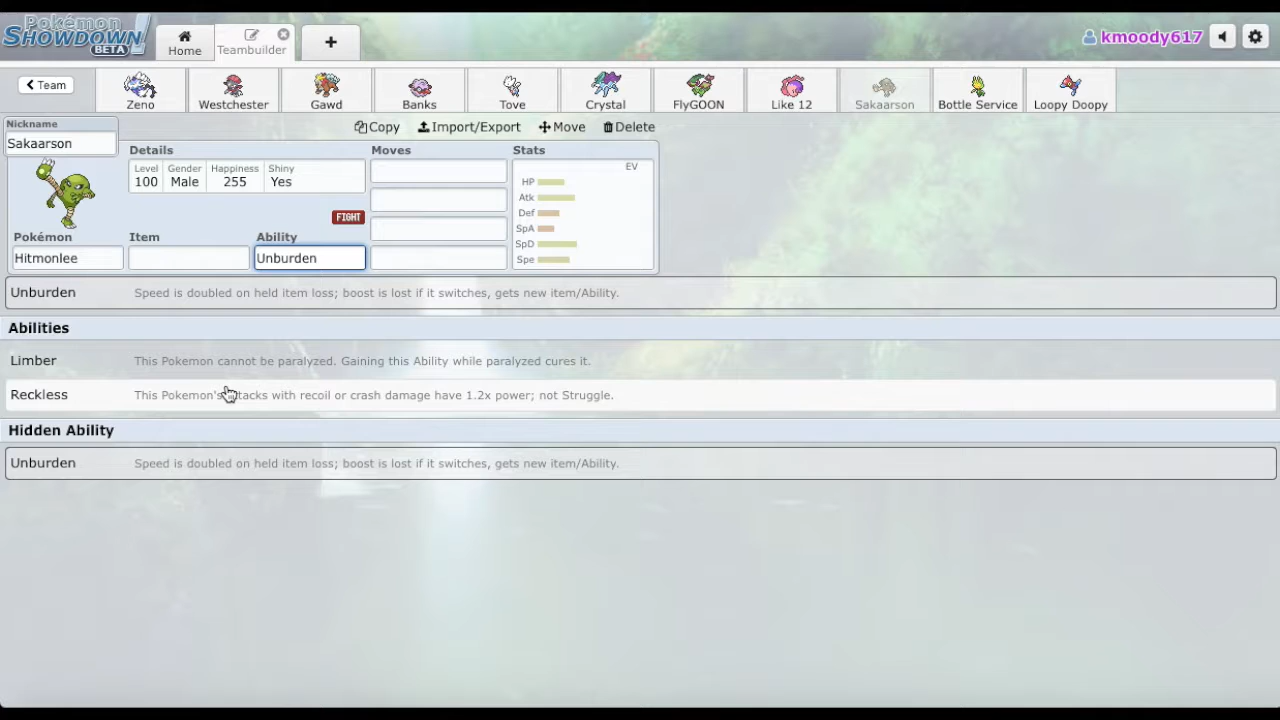 Pokémon
Showdown
BETA
Home
Teambuilder
kmoody617
Team
Zeno
Westchester
Gawd
Banks
Tove
Crystal
FlyGOON
Like 12
Sakaarson
Bottle Service
Loopy Doopy
Nickname
Sakaarson
Copy
Import/Export
Move
Delete
Details
Level
Gender
Happiness
Shiny
100
Male
255
Yes
FIGHT
Pokémon
Item
Ability
Hitmonlee
Unburden
Moves
Stats
EV
HP
Atk
Def
SpA
SpD
Spe
Unburden Speed is doubled on held item loss; boost is lost if it switches, gets new item/Ability.
Abilities
Limber This Pokemon cannot be paralyzed. Gaining this Ability while paralyzed cures it.
Reckless This Pokemon's attacks with recoil or crash damage have 1.2x power; not Struggle.
Hidden Ability
Unburden Speed is doubled on held item loss; boost is lost if it switches, gets new item/Ability.